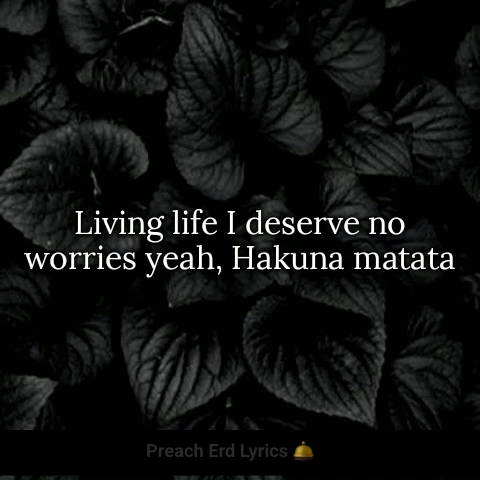 Living life I deserve no
worries yeah, Hakuna matata
Preach Erd Lyrics 🛎️